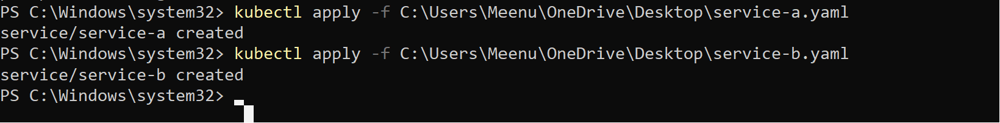 PS C:\Windows\system32> kubectl apply -f C:\Users\Meenu\OneDrive\Desktop\service-a.yaml
service/service-a created
PS C:\Windows\system32> kubectl apply -f C:\Users\Meenu\OneDrive\Desktop\service-b.yaml
service/service-b created
PS C:\Windows\system32>